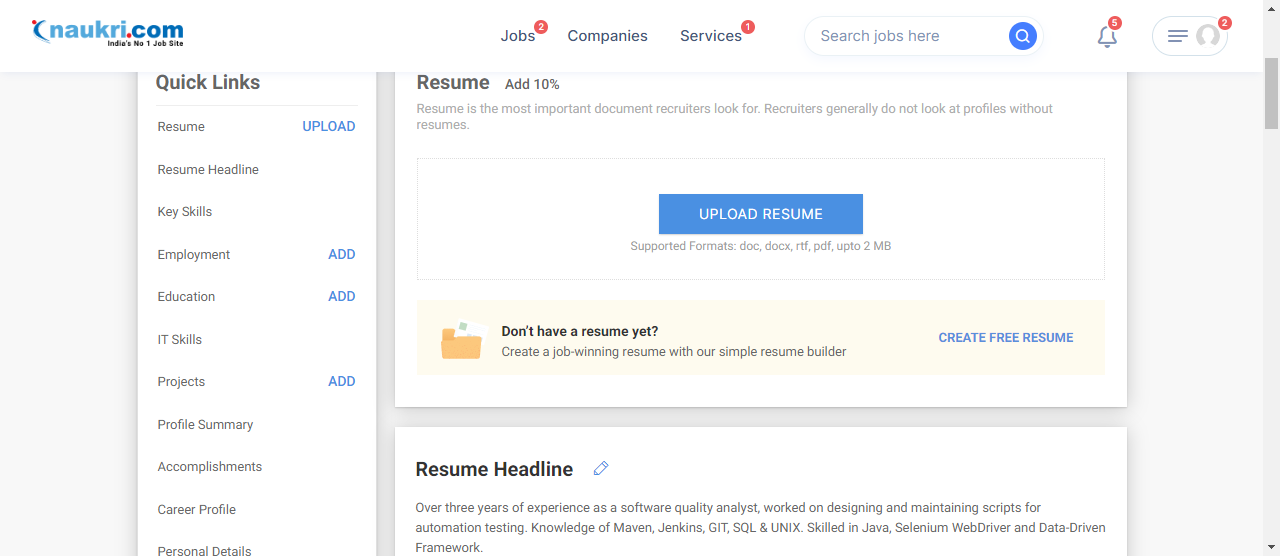 naukri.com
India's No 1 Job Site
Jobs 2
Companies
Services 1
Search jobs here
5
2
Quick Links
Resume UPLOAD
Resume Headline
Key Skills
Employment ADD
Education ADD
IT Skills
Projects ADD
Profile Summary
Accomplishments
Career Profile
Personal Details
Resume Add 10%
Resume is the most important document recruiters look for. Recruiters generally do not look at profiles without
resumes.
UPLOAD RESUME
Supported Formats: doc, docx, rtf, pdf, upto 2 MB
Don't have a resume yet?
Create a job-winning resume with our simple resume builder
CREATE FREE RESUME
Resume Headline
Over three years of experience as a software quality analyst, worked on designing and maintaining scripts for
automation testing. Knowledge of Maven, Jenkins, GIT, SQL & UNIX. Skilled in Java, Selenium WebDriver and Data-Driven
Framework.